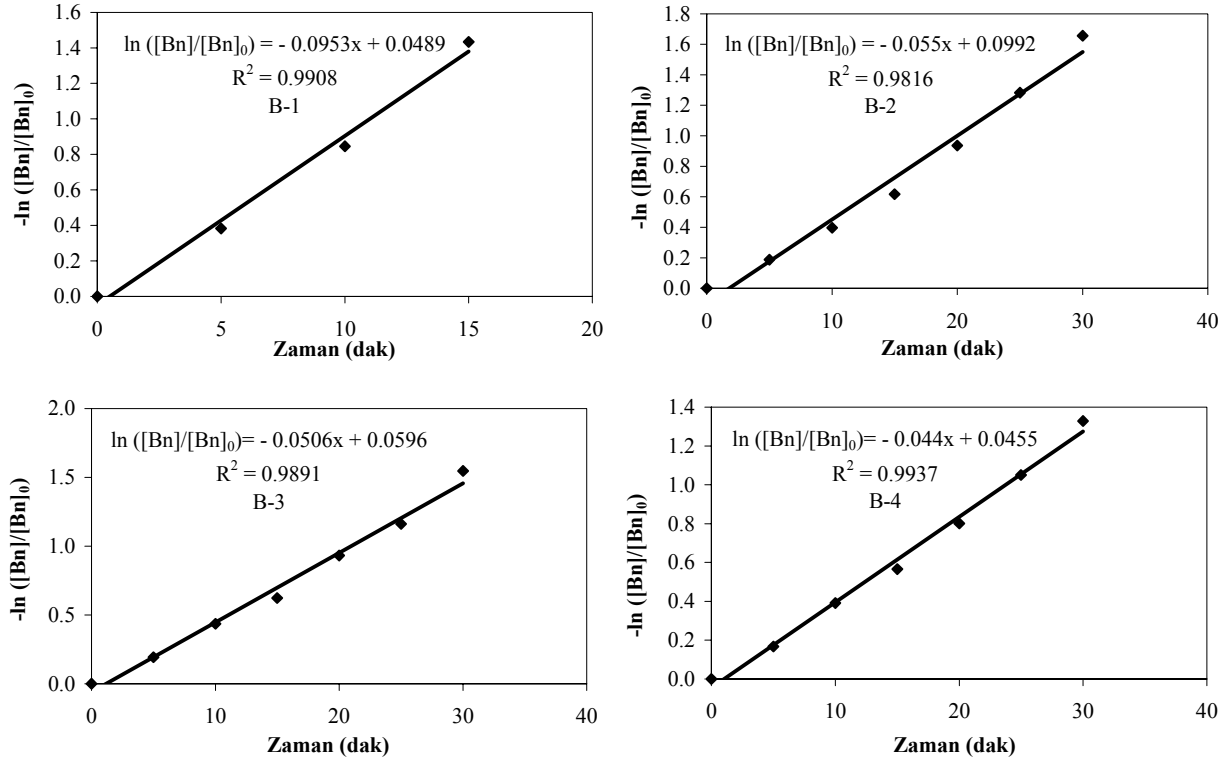 1.6
1.4
1.2
1.0
0.8
0.6
0.4
0.2
0.0
-ln ([Bn]/[Bn]₀)
ln ([Bn]/[Bn]₀) = - 0.0953x + 0.0489
R² = 0.9908
B-1
0 5 10 15 20
Zaman (dak)
1.8
1.6
1.4
1.2
1.0
0.8
0.6
0.4
0.2
0.0
-ln ([Bn]/[Bn]₀)
ln ([Bn]/[Bn]₀) = - 0.055x + 0.0992
R² = 0.9816
B-2
0 10 20 30 40
Zaman (dak)
2.0
1.5
1.0
0.5
0.0
-ln ([Bn]/[Bn]₀)
ln ([Bn]/[Bn]₀)= - 0.0506x + 0.0596
R² = 0.9891
B-3
0 10 20 30 40
Zaman (dak)
1.4
1.2
1.0
0.8
0.6
0.4
0.2
0.0
-ln ([Bn]/[Bn]₀)
ln ([Bn]/[Bn]₀)= - 0.044x + 0.0455
R² = 0.9937
B-4
0 10 20 30 40
Zaman (dak)